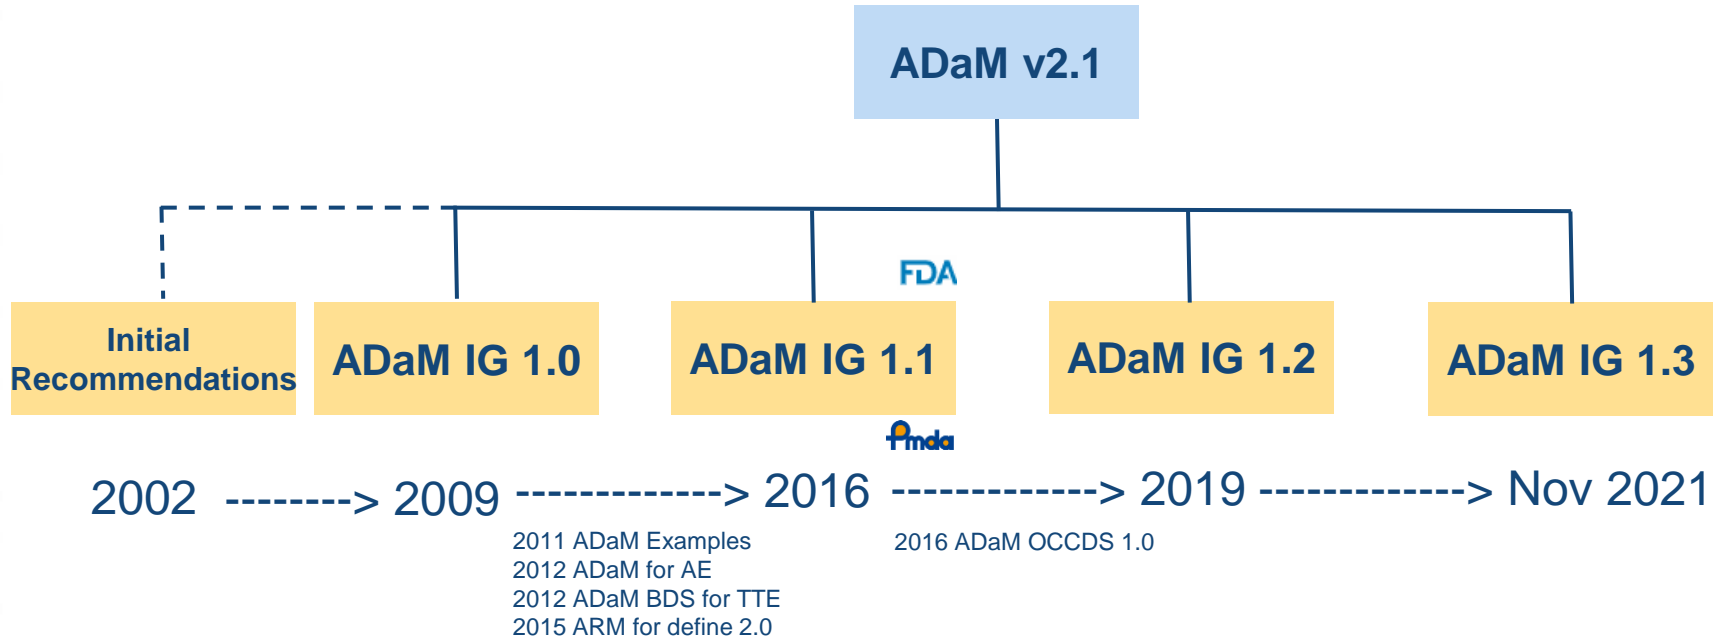 ADaM v2.1
FDA
Initial
Recommendations
ADaM IG 1.0
ADaM IG 1.1
ADaM IG 1.2
ADaM IG 1.3
Pmda
2002 --------> 2009 -------------> 2016 -------------> 2019 -------------> Nov 2021
2011 ADaM Examples
2012 ADaM for AE
2012 ADaM BDS for TTE
2015 ARM for define 2.0
2016 ADaM OCCDS 1.0